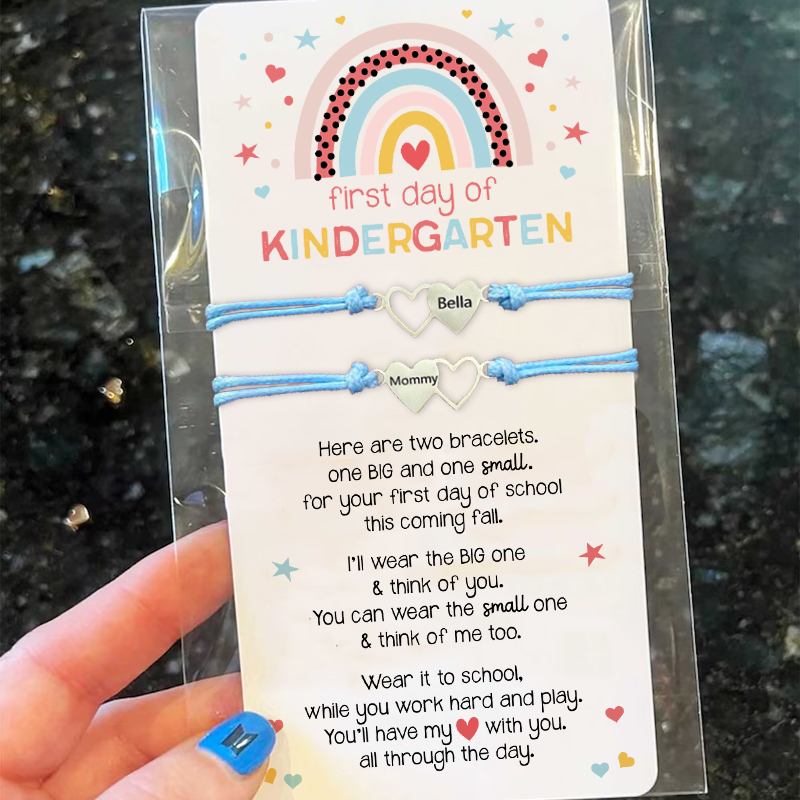 first day of
KINDERGARTEN
Bella
Mommy
Here are two bracelets.
one BIG and one small.
for your first day of school
this coming fall.
I'll wear the BIG one
& think of you.
You can wear the small one
& think of me too.
Wear it to school,
while you work hard and play.
You'll have my ❤ with you.
all through the day.